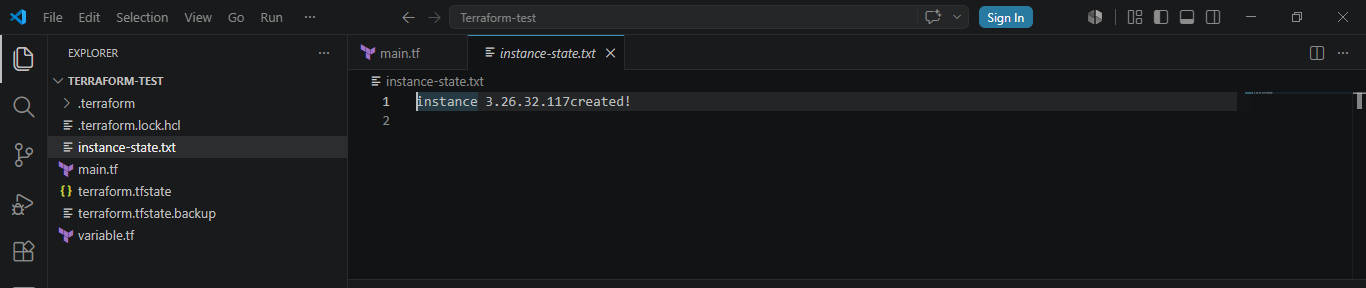 File Edit Selection View Go Run ··· Terraform-test Sign In
EXPLORER ···
TERRAFORM-TEST
.terraform
.terraform.lock.hcl
instance-state.txt
main.tf
terraform.tfstate
terraform.tfstate.backup
variable.tf
main.tf instance-state.txt ···
instance-state.txt
1 instance 3.26.32.117created!
2